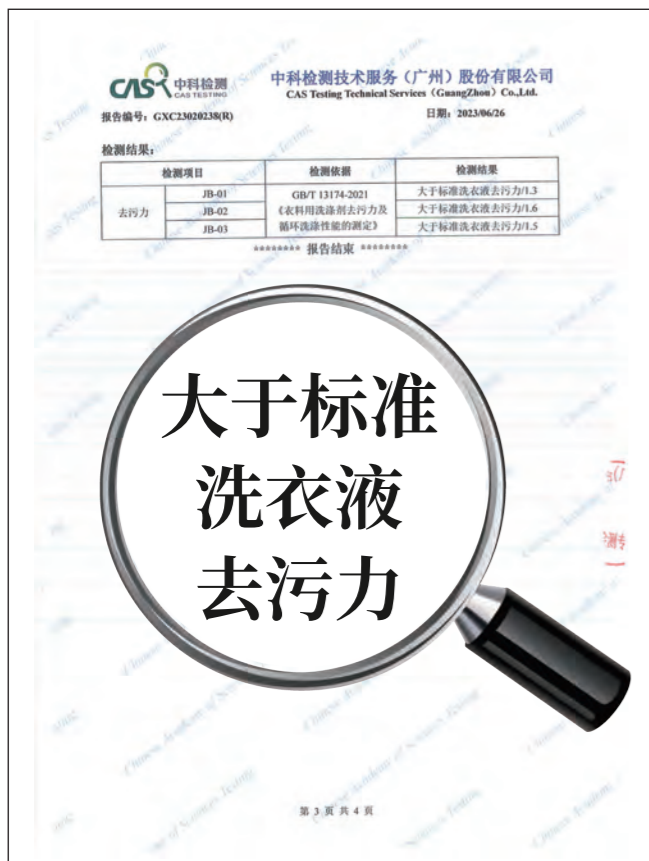 CAS 中科检测
CAS TESTING
中科检测技术服务（广州）股份有限公司
CAS Testing Technical Services（GuangZhou）Co.,Ltd.
报告编号：GXC23020238(R)
日期：2023/06/26
检测结果：
检测项目 检测依据 检测结果
去污力 JB-01 GB/T 13174-2021 大于标准洗衣液去污力/1.3
JB-02 《衣料用洗涤剂去污力及 大于标准洗衣液去污力/1.6
JB-03 循环洗涤性能的测定》 大于标准洗衣液去污力/1.5
******** 报告结束 ********
大于标准
洗衣液
去污力
第 3 页 共 4 页